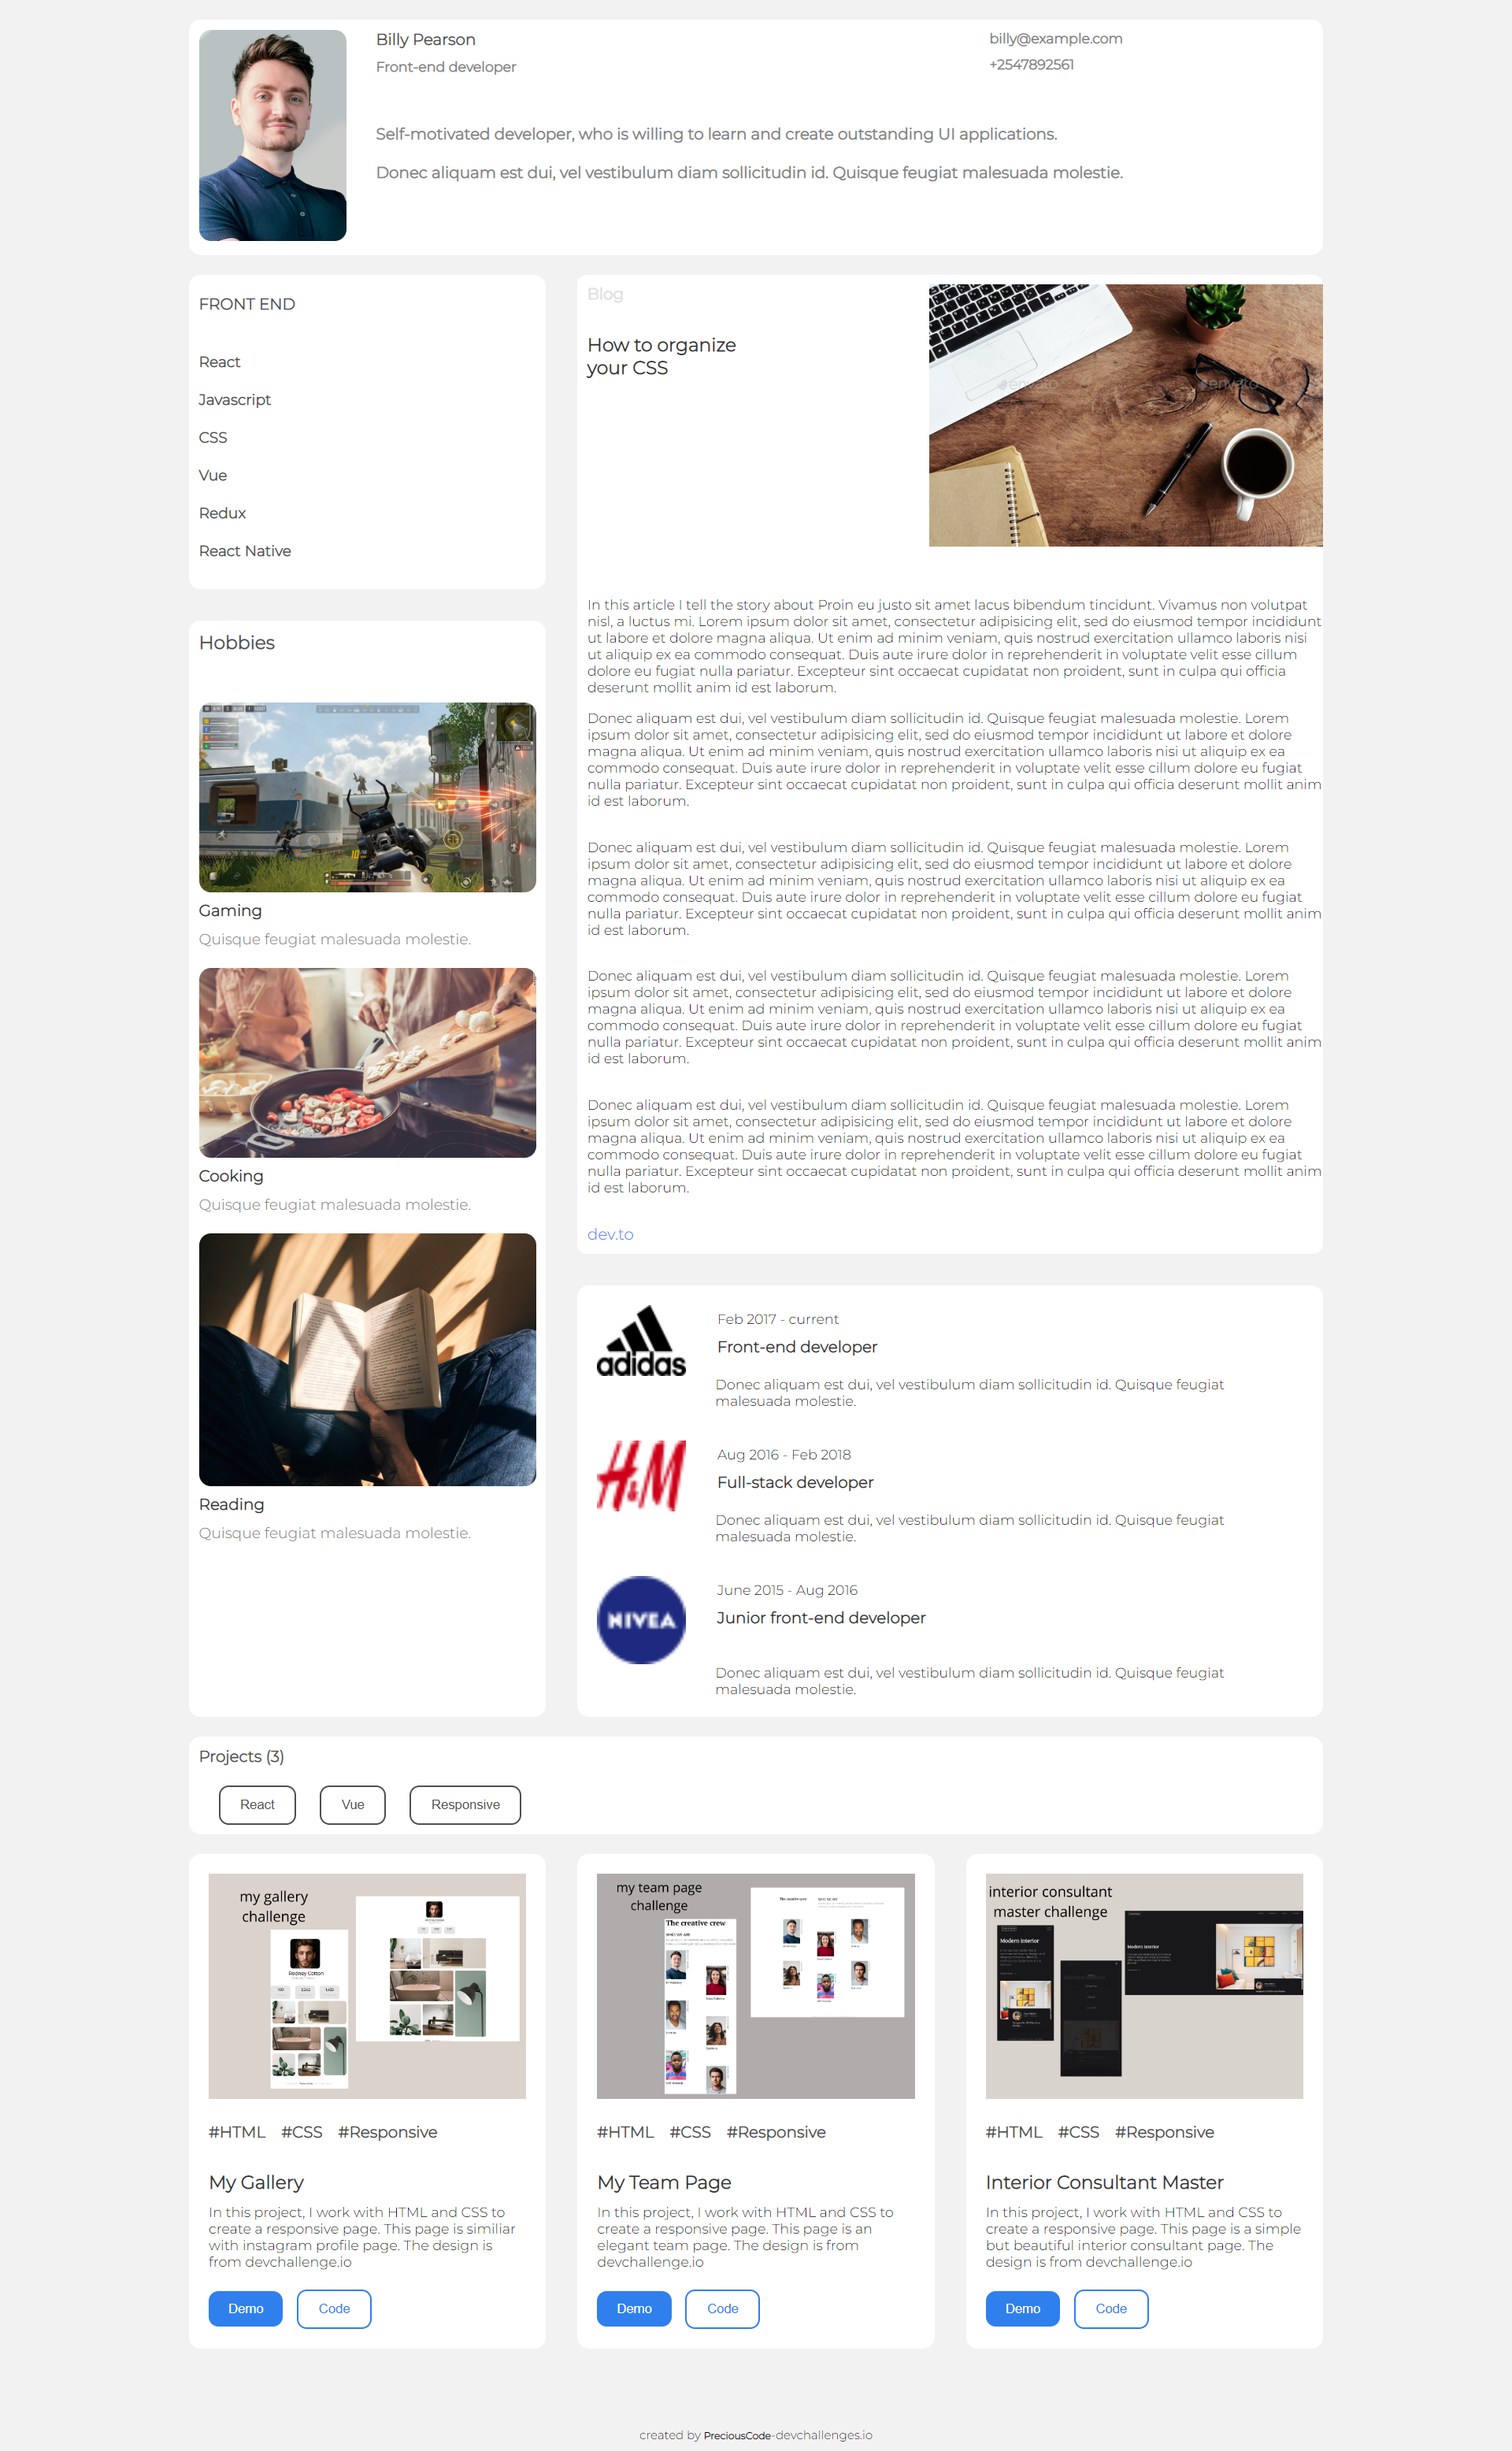 Billy Pearson
Front-end developer
billy@example.com
+2547892561
Self-motivated developer, who is willing to learn and create outstanding UI applications.
Donec aliquam est dui, vel vestibulum diam sollicitudin id. Quisque feugiat malesuada molestie.
FRONT END
React
Javascript
CSS
Vue
Redux
React Native
Hobbies
Gaming
Quisque feugiat malesuada molestie.
Cooking
Quisque feugiat malesuada molestie.
Reading
Quisque feugiat malesuada molestie.
Blog
How to organize
your CSS
envato
envato
In this article I tell the story about Proin eu justo sit amet lacus bibendum tincidunt. Vivamus non volutpat
nisl, a luctus mi. Lorem ipsum dolor sit amet, consectetur adipisicing elit, sed do eiusmod tempor incididunt
ut labore et dolore magna aliqua. Ut enim ad minim veniam, quis nostrud exercitation ullamco laboris nisi
ut aliquip ex ea commodo consequat. Duis aute irure dolor in reprehenderit in voluptate velit esse cillum
dolore eu fugiat nulla pariatur. Excepteur sint occaecat cupidatat non proident, sunt in culpa qui officia
deserunt mollit anim id est laborum.
Donec aliquam est dui, vel vestibulum diam sollicitudin id. Quisque feugiat malesuada molestie. Lorem
ipsum dolor sit amet, consectetur adipisicing elit, sed do eiusmod tempor incididunt ut labore et dolore
magna aliqua. Ut enim ad minim veniam, quis nostrud exercitation ullamco laboris nisi ut aliquip ex ea
commodo consequat. Duis aute irure dolor in reprehenderit in voluptate velit esse cillum dolore eu fugiat
nulla pariatur. Excepteur sint occaecat cupidatat non proident, sunt in culpa qui officia deserunt mollit anim
id est laborum.
Donec aliquam est dui, vel vestibulum diam sollicitudin id. Quisque feugiat malesuada molestie. Lorem
ipsum dolor sit amet, consectetur adipisicing elit, sed do eiusmod tempor incididunt ut labore et dolore
magna aliqua. Ut enim ad minim veniam, quis nostrud exercitation ullamco laboris nisi ut aliquip ex ea
commodo consequat. Duis aute irure dolor in reprehenderit in voluptate velit esse cillum dolore eu fugiat
nulla pariatur. Excepteur sint occaecat cupidatat non proident, sunt in culpa qui officia deserunt mollit anim
id est laborum.
Donec aliquam est dui, vel vestibulum diam sollicitudin id. Quisque feugiat malesuada molestie. Lorem
ipsum dolor sit amet, consectetur adipisicing elit, sed do eiusmod tempor incididunt ut labore et dolore
magna aliqua. Ut enim ad minim veniam, quis nostrud exercitation ullamco laboris nisi ut aliquip ex ea
commodo consequat. Duis aute irure dolor in reprehenderit in voluptate velit esse cillum dolore eu fugiat
nulla pariatur. Excepteur sint occaecat cupidatat non proident, sunt in culpa qui officia deserunt mollit anim
id est laborum.
Donec aliquam est dui, vel vestibulum diam sollicitudin id. Quisque feugiat malesuada molestie. Lorem
ipsum dolor sit amet, consectetur adipisicing elit, sed do eiusmod tempor incididunt ut labore et dolore
magna aliqua. Ut enim ad minim veniam, quis nostrud exercitation ullamco laboris nisi ut aliquip ex ea
commodo consequat. Duis aute irure dolor in reprehenderit in voluptate velit esse cillum dolore eu fugiat
nulla pariatur. Excepteur sint occaecat cupidatat non proident, sunt in culpa qui officia deserunt mollit anim
id est laborum.
dev.to
adidas
Feb 2017 - current
Front-end developer
Donec aliquam est dui, vel vestibulum diam sollicitudin id. Quisque feugiat
malesuada molestie.
H&M
Aug 2016 - Feb 2018
Full-stack developer
Donec aliquam est dui, vel vestibulum diam sollicitudin id. Quisque feugiat
malesuada molestie.
NIVEA
June 2015 - Aug 2016
Junior front-end developer
Donec aliquam est dui, vel vestibulum diam sollicitudin id. Quisque feugiat
malesuada molestie.
Projects (3)
React Vue Responsive
my gallery
challenge
Rodney Cotton
#HTML #CSS #Responsive
My Gallery
In this project, I work with HTML and CSS to
create a responsive page. This page is similiar
with instagram profile page. The design is
from devchallenge.io
Demo Code
my team page
challenge
The creative crew
WHO WE ARE
The creative crew
#HTML #CSS #Responsive
My Team Page
In this project, I work with HTML and CSS to
create a responsive page. This page is an
elegant team page. The design is from
devchallenge.io
Demo Code
interior consultant
master challenge
Modern Interior
Modern Interior
#HTML #CSS #Responsive
Interior Consultant Master
In this project, I work with HTML and CSS to
create a responsive page. This page is a simple
but beautiful interior consultant page. The
design is from devchallenge.io
Demo Code
created by PreciousCode-devchallenges.io